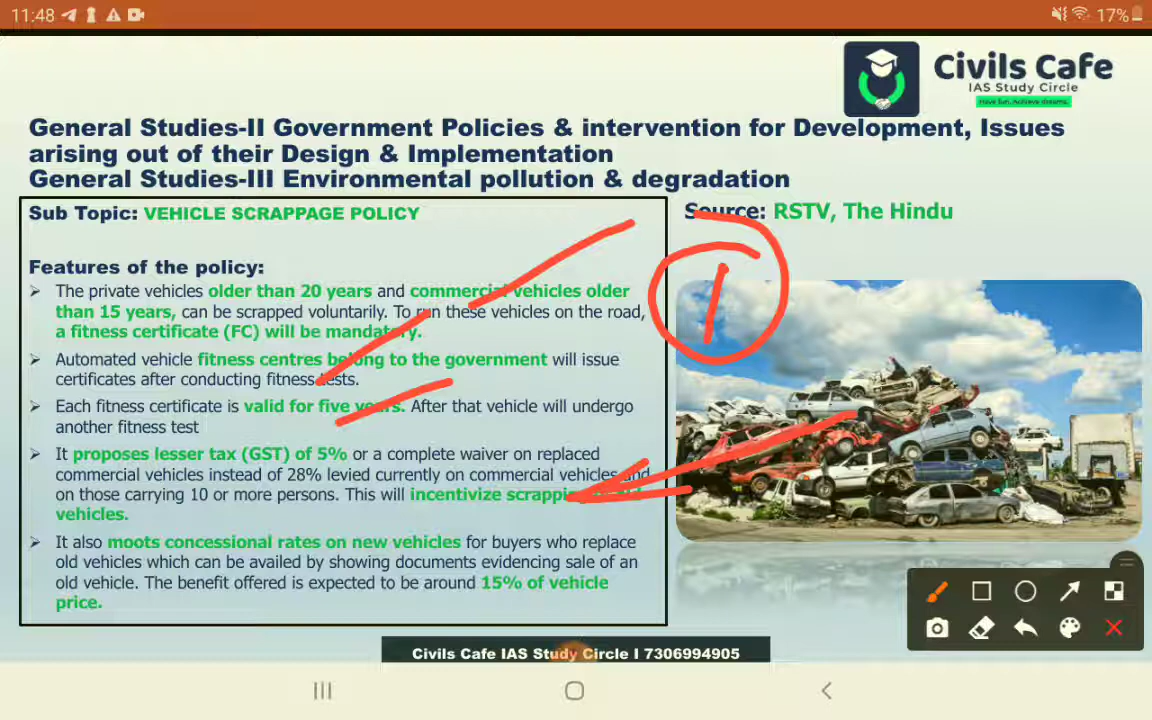 11:48
17%
Civils Cafe
IAS Study Circle
Have fun. Achieve dreams.
General Studies-II Government Policies & intervention for Development, Issues
arising out of their Design & Implementation
General Studies-III Environmental pollution & degradation
Sub Topic: VEHICLE SCRAPPAGE POLICY
Source: RSTV, The Hindu
Features of the policy:
The private vehicles older than 20 years and commercial vehicles older
than 15 years, can be scrapped voluntarily. To run these vehicles on the road,
a fitness certificate (FC) will be mandatory.
Automated vehicle fitness centres belong to the government will issue
certificates after conducting fitness tests.
Each fitness certificate is valid for five years. After that vehicle will undergo
another fitness test
It proposes lesser tax (GST) of 5% or a complete waiver on replaced
commercial vehicles instead of 28% levied currently on commercial vehicles and
on those carrying 10 or more persons. This will incentivize scrapping of old
vehicles.
It also moots concessional rates on new vehicles for buyers who replace
old vehicles which can be availed by showing documents evidencing sale of an
old vehicle. The benefit offered is expected to be around 15% of vehicle
price.
1
Civils Cafe IAS Study Circle I 7306994905